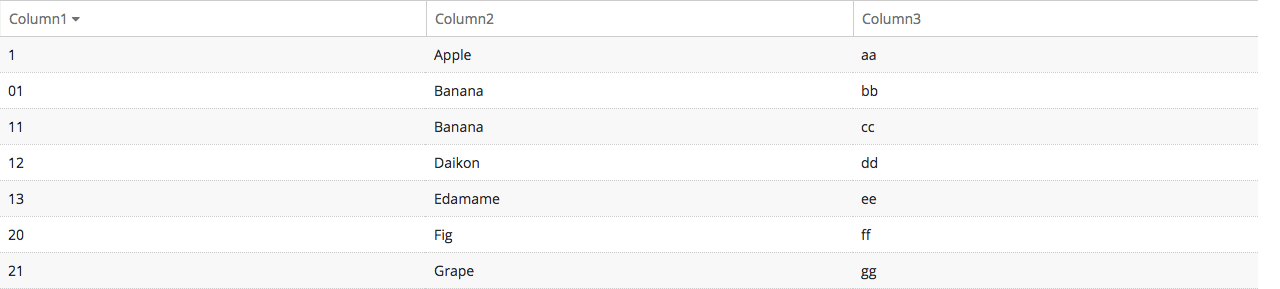 Column1 Column2 Column3
1 Apple aa
01 Banana bb
11 Banana cc
12 Daikon dd
13 Edamame ee
20 Fig ff
21 Grape gg